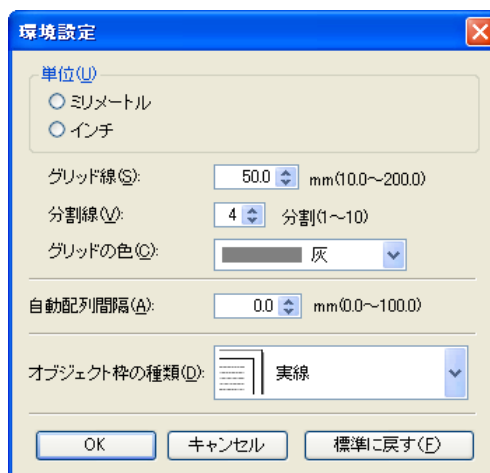 環境設定
単位(U)
ミリメートル
インチ
グリッド線(S): 50.0 mm(10.0～200.0)
分割線(V): 4 分割(1～10)
グリッドの色(C): 灰
自動配列間隔(A): 0.0 mm(0.0～100.0)
オブジェクト枠の種類(D): 実線
OK キャンセル 標準に戻す(F)